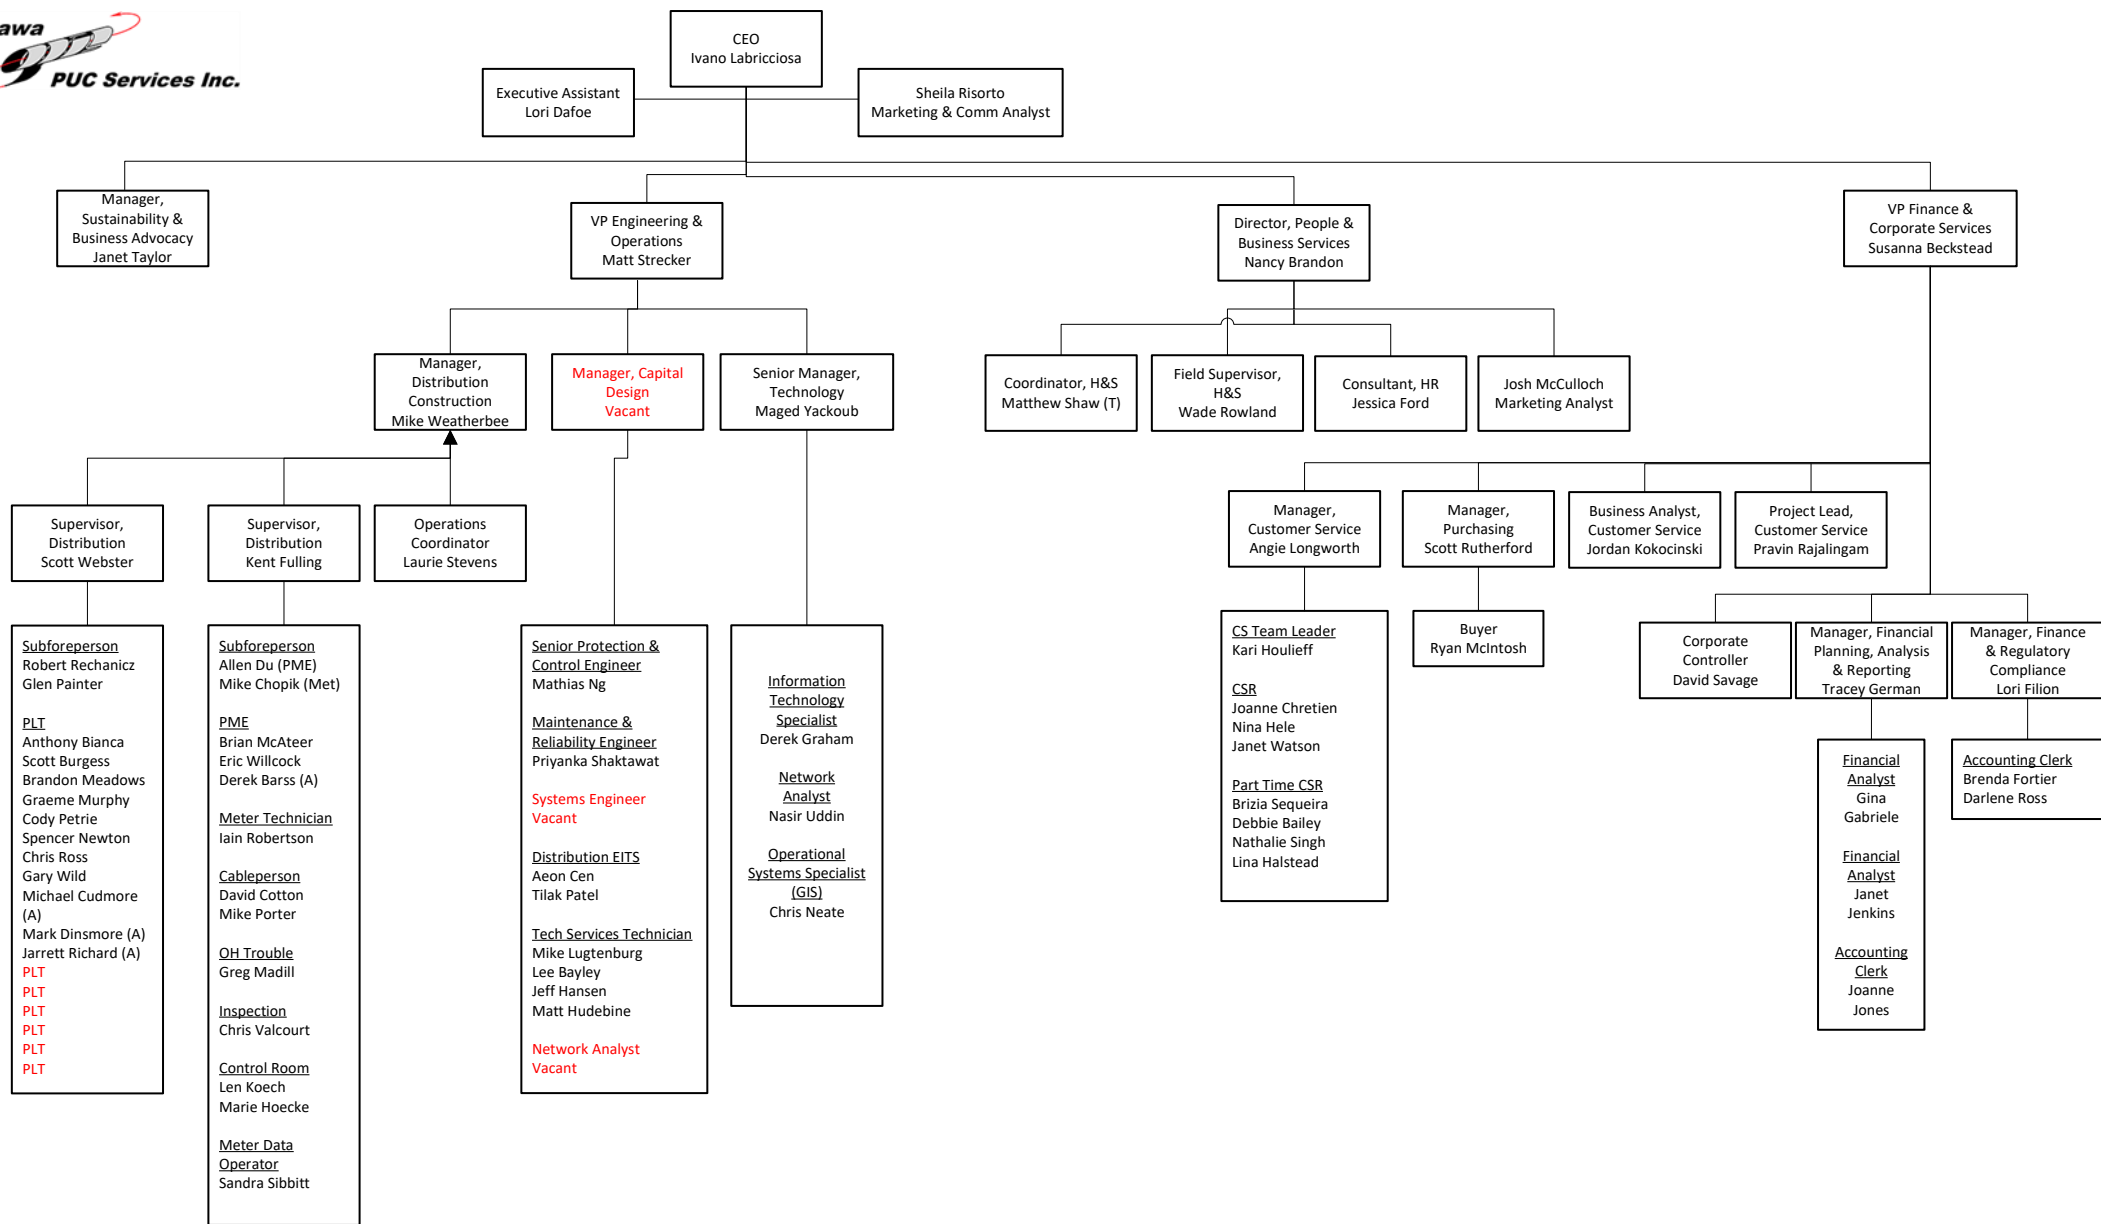 awa
PUC Services Inc.
CEO
Ivano Labricciosa
Executive Assistant
Lori Dafoe
Sheila Risorto
Marketing & Comm Analyst
Manager,
Sustainability &
Business Advocacy
Janet Taylor
VP Engineering &
Operations
Matt Strecker
Director, People &
Business Services
Nancy Brandon
VP Finance &
Corporate Services
Susanna Beckstead
Manager,
Distribution
Construction
Mike Weatherbee
Manager, Capital
Design
Vacant
Senior Manager,
Technology
Maged Yackoub
Coordinator, H&S
Matthew Shaw (T)
Field Supervisor,
H&S
Wade Rowland
Consultant, HR
Jessica Ford
Josh McCulloch
Marketing Analyst
Supervisor,
Distribution
Scott Webster
Supervisor,
Distribution
Kent Fulling
Operations
Coordinator
Laurie Stevens
Manager,
Customer Service
Angie Longworth
Manager,
Purchasing
Scott Rutherford
Business Analyst,
Customer Service
Jordan Kokocinski
Project Lead,
Customer Service
Pravin Rajalingam
Subforeperson
Robert Rechanicz
Glen Painter
PLT
Anthony Bianca
Scott Burgess
Brandon Meadows
Graeme Murphy
Cody Petrie
Spencer Newton
Chris Ross
Gary Wild
Michael Cudmore
(A)
Mark Dinsmore (A)
Jarrett Richard (A)
PLT
PLT
PLT
PLT
PLT
PLT
Subforeperson
Allen Du (PME)
Mike Chopik (Met)
PME
Brian McAteer
Eric Willcock
Derek Barss (A)
Meter Technician
Iain Robertson
Cableperson
David Cotton
Mike Porter
OH Trouble
Greg Madill
Inspection
Chris Valcourt
Control Room
Len Koech
Marie Hoecke
Meter Data
Operator
Sandra Sibbitt
Senior Protection &
Control Engineer
Mathias Ng
Maintenance &
Reliability Engineer
Priyanka Shaktawat
Systems Engineer
Vacant
Distribution EITS
Aeon Cen
Tilak Patel
Tech Services Technician
Mike Lugtenburg
Lee Bayley
Jeff Hansen
Matt Hudebine
Network Analyst
Vacant
Information
Technology
Specialist
Derek Graham
Network
Analyst
Nasir Uddin
Operational
Systems Specialist
(GIS)
Chris Neate
CS Team Leader
Kari Houlieff
CSR
Joanne Chretien
Nina Hele
Janet Watson
Part Time CSR
Brizia Sequeira
Debbie Bailey
Nathalie Singh
Lina Halstead
Buyer
Ryan McIntosh
Corporate
Controller
David Savage
Manager, Financial
Planning, Analysis
& Reporting
Tracey German
Manager, Finance
& Regulatory
Compliance
Lori Filion
Financial
Analyst
Gina
Gabriele
Financial
Analyst
Janet
Jenkins
Accounting
Clerk
Joanne
Jones
Accounting Clerk
Brenda Fortier
Darlene Ross